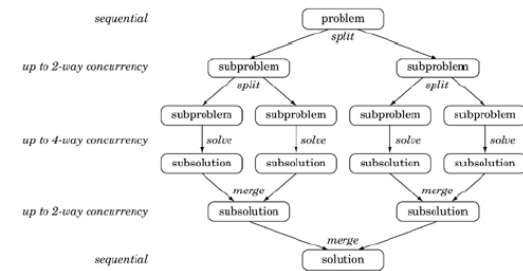 sequential
problem
split
up to 2-way concurrency
subproblem
subproblem
split
split
subproblem
subproblem
subproblem
subproblem
up to 4-way concurrency
solve
solve
solve
solve
subsolution
subsolution
subsolution
subsolution
merge
merge
up to 2-way concurrency
subsolution
subsolution
merge
sequential
solution